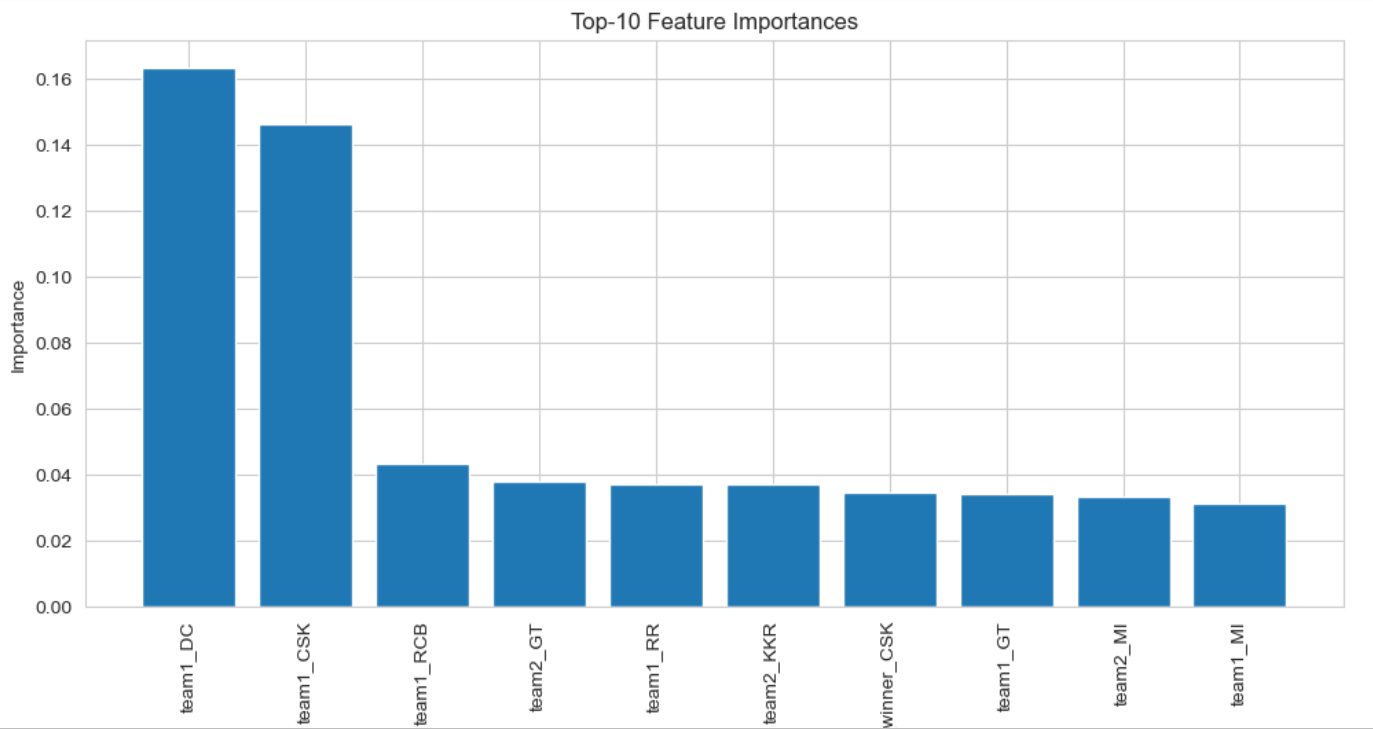 Top-10 Feature Importances
Importance
0.16
0.14
0.12
0.10
0.08
0.06
0.04
0.02
0.00
team1_DC
team1_CSK
team1_RCB
team2_GT
team1_RR
team2_KKR
winner_CSK
team1_GT
team2_MI
team1_MI